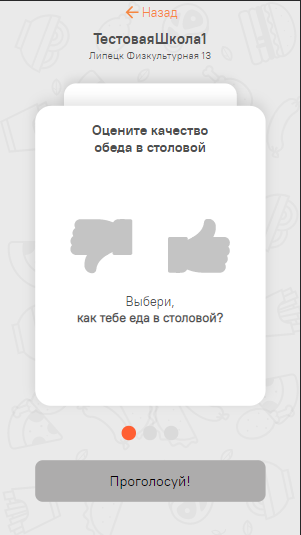 Назад
ТестоваяШкола1
Липецк Физкультурная 13
Оцените качество
обеда в столовой
Выбери,
как тебе еда в столовой?
Проголосуй!